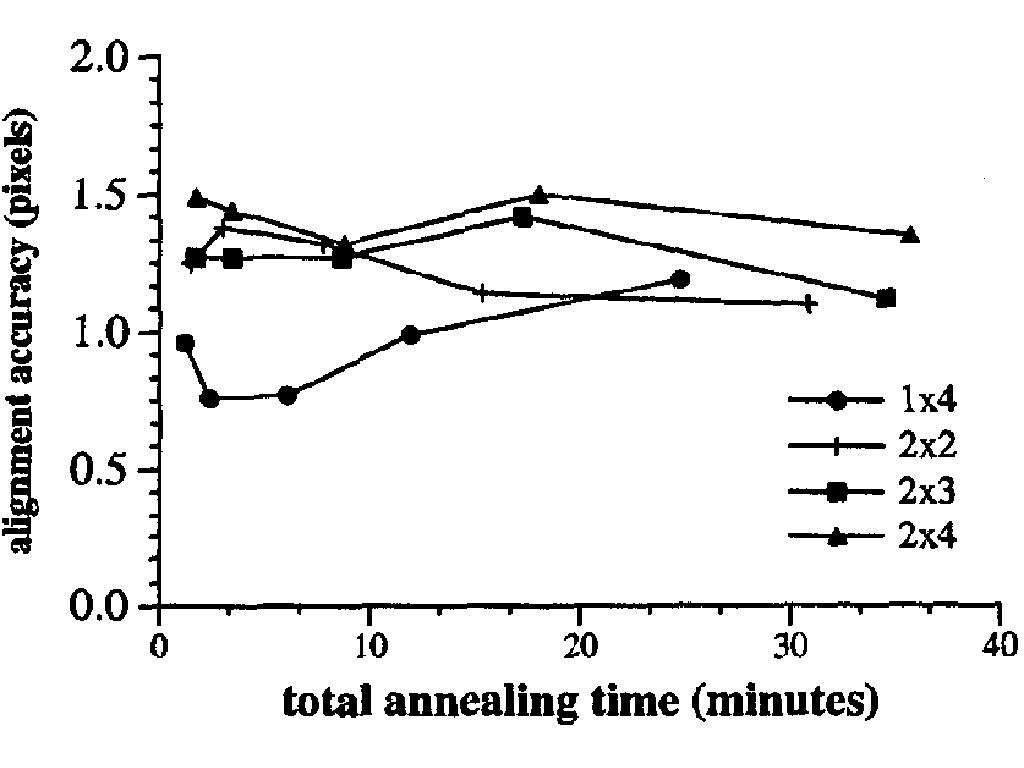 2.0
1.5
1.0
0.5
0.0
alignment accuracy (pixels)
0 10 20 30 40
total annealing time (minutes)
1x4
2x2
2x3
2x4